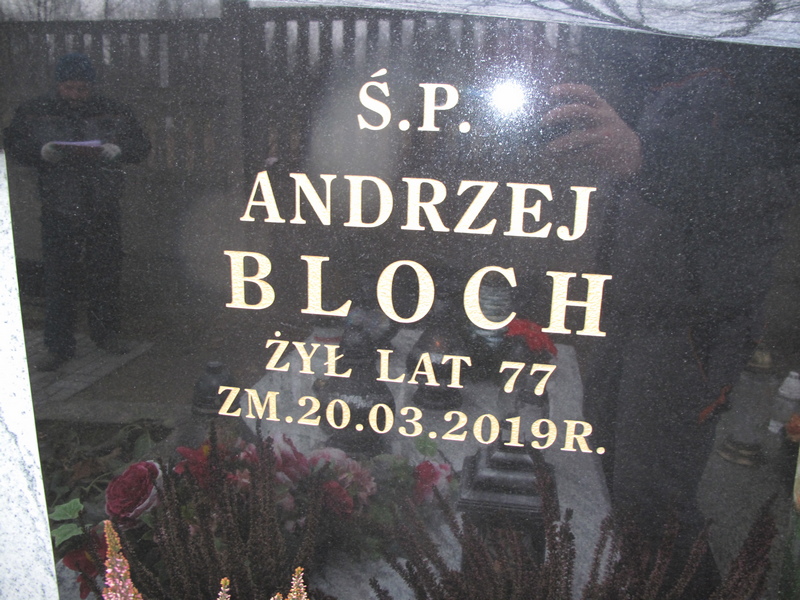 Ś.P.
ANDRZEJ
BLOCH
ŻYŁ LAT 77
ZM.20.03.2019R.